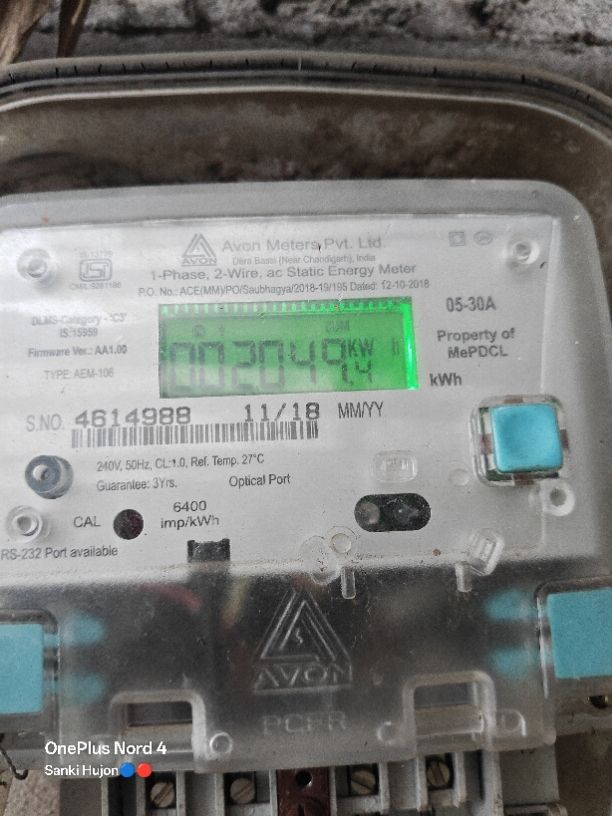 AVON
Avon Meters Pvt. Ltd.
Dera Bassi (Near Chandigarh), India
1-Phase, 2-Wire, ac Static Energy Meter
P.O. No.: ACE(MM)/PO/Saubhagya/2018-19/195 Dated: 12-10-2018
IS:13779
ISI
DLMS-Category - 'C3'
IS:15959
Firmware Ver.: AA1.00
TYPE: AEM-106
CUM
002049 KW h
05-30A
Property of
MePDCL
kWh
S.NO. 4614988 11/18 MM/YY
240V, 50Hz, CL:1.0, Ref. Temp. 27°C
Guarantee: 3Yrs. Optical Port
CAL 6400
imp/kWh
RS-232 Port available
AVON
OnePlus Nord 4
Sanki Hujon